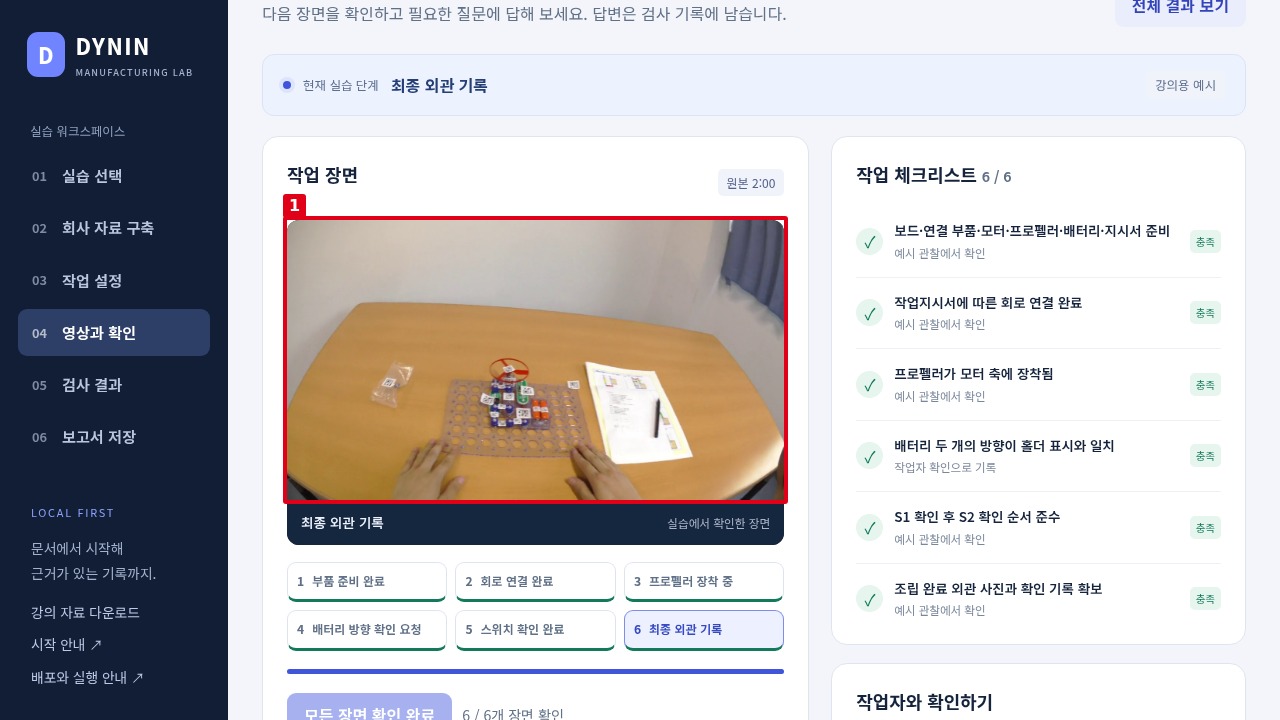 D
DYNIN
MANUFACTURING LAB
실습 워크스페이스
01 실습 선택
02 회사 자료 구축
03 작업 설정
04 영상과 확인
05 검사 결과
06 보고서 저장
LOCAL FIRST
문서에서 시작해
근거가 있는 기록까지.
강의 자료 다운로드
시작 안내 ↗
배포와 실행 안내 ↗
다음 장면을 확인하고 필요한 질문에 답해 보세요. 답변은 검사 기록에 남습니다.
전체 결과 보기
현재 실습 단계 최종 외관 기록
강의용 예시
작업 장면
원본 2:00
1
최종 외관 기록
실습에서 확인한 장면
1 부품 준비 완료
2 회로 연결 완료
3 프로펠러 장착 중
4 배터리 방향 확인 요청
5 스위치 확인 완료
6 최종 외관 기록
모든 장면 확인 완료
6 / 6개 장면 확인
작업 체크리스트 6 / 6
보드·연결 부품·모터·프로펠러·배터리·지시서 준비
예시 관찰에서 확인
충족
작업지시서에 따른 회로 연결 완료
예시 관찰에서 확인
충족
프로펠러가 모터 축에 장착됨
예시 관찰에서 확인
충족
배터리 두 개의 방향이 홀더 표시와 일치
작업자 확인으로 기록
충족
S1 확인 후 S2 확인 순서 준수
예시 관찰에서 확인
충족
조립 완료 외관 사진과 확인 기록 확보
예시 관찰에서 확인
충족
작업자와 확인하기